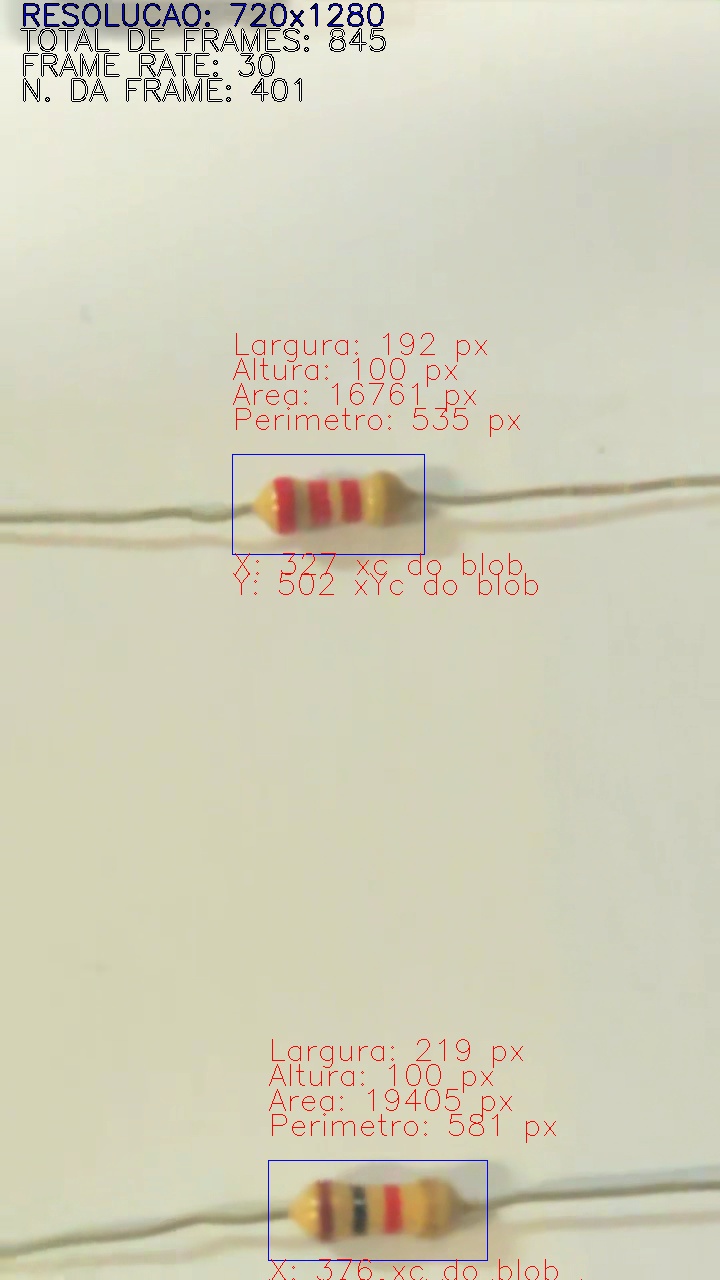 RESOLUCAO: 720x1280
TOTAL DE FRAMES: 845
FRAME RATE: 30
N. DA FRAME: 401
Largura: 192 px
Altura: 100 px
Area: 16761 px
Perimetro: 535 px
X: 327 xc do blob
Y: 502 xYc do blob
Largura: 219 px
Altura: 100 px
Area: 19405 px
Perimetro: 581 px
X: 376 xc do blob